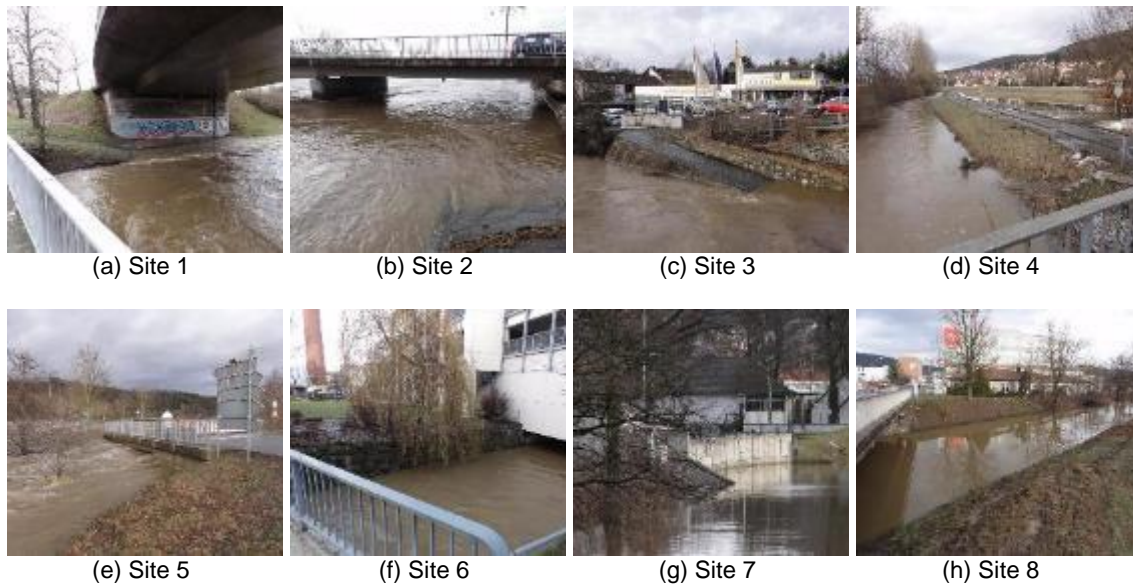 (a) Site 1
(b) Site 2
(c) Site 3
(d) Site 4
(e) Site 5
(f) Site 6
(g) Site 7
(h) Site 8